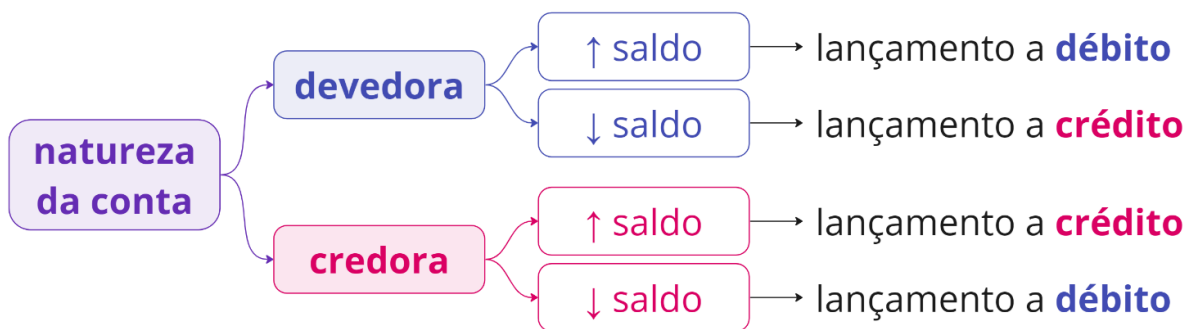 natureza
da conta
devedora
↑ saldo
lançamento a débito
↓ saldo
lançamento a crédito
credora
↑ saldo
lançamento a crédito
↓ saldo
lançamento a débito